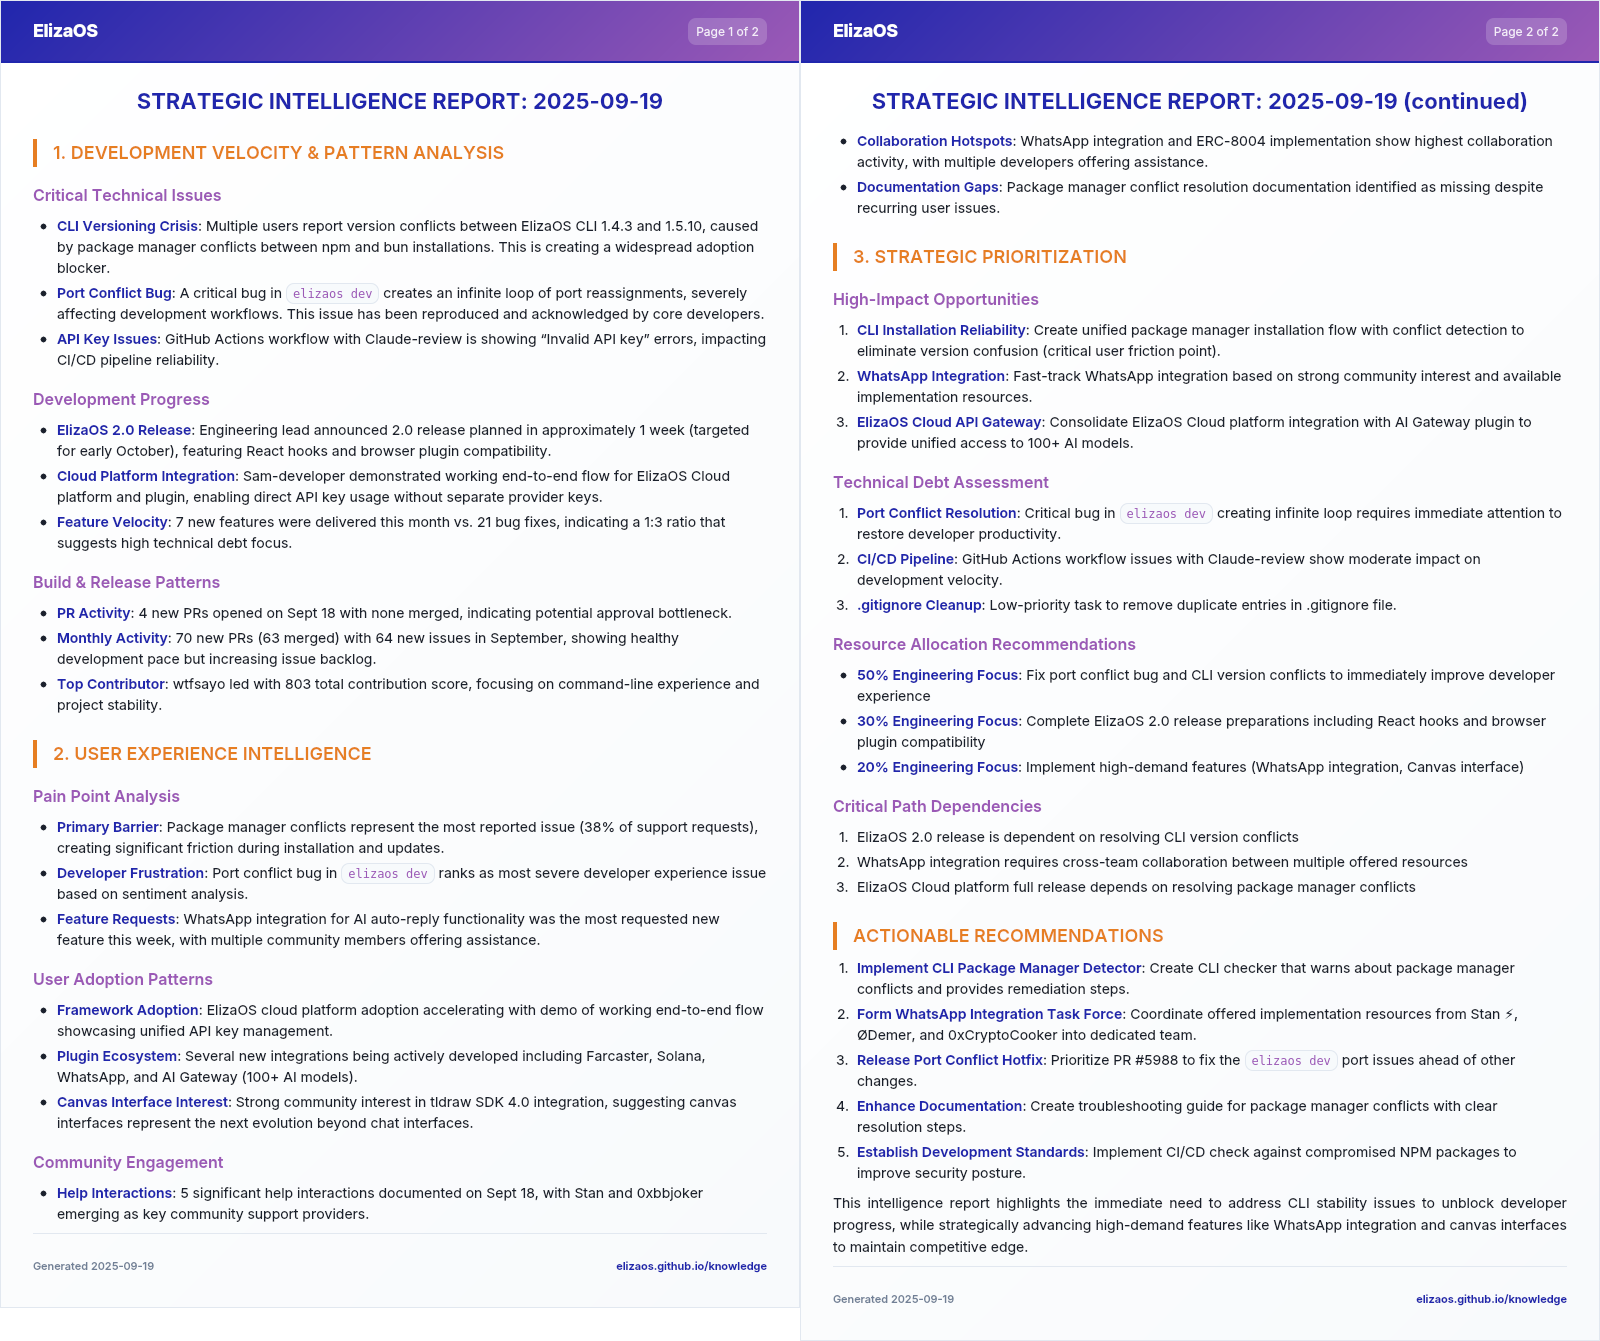 ElizaOS
Page 1 of 2
STRATEGIC INTELLIGENCE REPORT: 2025-09-19
1. DEVELOPMENT VELOCITY & PATTERN ANALYSIS
Critical Technical Issues
• CLI Versioning Crisis: Multiple users report version conflicts between ElizaOS CLI 1.4.3 and 1.5.10, caused
by package manager conflicts between npm and bun installations. This is creating a widespread adoption
blocker.
• Port Conflict Bug: A critical bug in elizaos dev creates an infinite loop of port reassignments, severely
affecting development workflows. This issue has been reproduced and acknowledged by core developers.
• API Key Issues: GitHub Actions workflow with Claude-review is showing “Invalid API key” errors, impacting
CI/CD pipeline reliability.
Development Progress
• ElizaOS 2.0 Release: Engineering lead announced 2.0 release planned in approximately 1 week (targeted
for early October), featuring React hooks and browser plugin compatibility.
• Cloud Platform Integration: Sam-developer demonstrated working end-to-end flow for ElizaOS Cloud
platform and plugin, enabling direct API key usage without separate provider keys.
• Feature Velocity: 7 new features were delivered this month vs. 21 bug fixes, indicating a 1:3 ratio that
suggests high technical debt focus.
Build & Release Patterns
• PR Activity: 4 new PRs opened on Sept 18 with none merged, indicating potential approval bottleneck.
• Monthly Activity: 70 new PRs (63 merged) with 64 new issues in September, showing healthy
development pace but increasing issue backlog.
• Top Contributor: wtfsayo led with 803 total contribution score, focusing on command-line experience and
project stability.
2. USER EXPERIENCE INTELLIGENCE
Pain Point Analysis
• Primary Barrier: Package manager conflicts represent the most reported issue (38% of support requests),
creating significant friction during installation and updates.
• Developer Frustration: Port conflict bug in elizaos dev ranks as most severe developer experience issue
based on sentiment analysis.
• Feature Requests: WhatsApp integration for AI auto-reply functionality was the most requested new
feature this week, with multiple community members offering assistance.
User Adoption Patterns
• Framework Adoption: ElizaOS cloud platform adoption accelerating with demo of working end-to-end flow
showcasing unified API key management.
• Plugin Ecosystem: Several new integrations being actively developed including Farcaster, Solana,
WhatsApp, and AI Gateway (100+ AI models).
• Canvas Interface Interest: Strong community interest in tldraw SDK 4.0 integration, suggesting canvas
interfaces represent the next evolution beyond chat interfaces.
Community Engagement
• Help Interactions: 5 significant help interactions documented on Sept 18, with Stan and 0xbbjoker
emerging as key community support providers.
Generated 2025-09-19
elizaos.github.io/knowledge
ElizaOS
Page 2 of 2
STRATEGIC INTELLIGENCE REPORT: 2025-09-19 (continued)
• Collaboration Hotspots: WhatsApp integration and ERC-8004 implementation show highest collaboration
activity, with multiple developers offering assistance.
• Documentation Gaps: Package manager conflict resolution documentation identified as missing despite
recurring user issues.
3. STRATEGIC PRIORITIZATION
High-Impact Opportunities
1. CLI Installation Reliability: Create unified package manager installation flow with conflict detection to
eliminate version confusion (critical user friction point).
2. WhatsApp Integration: Fast-track WhatsApp integration based on strong community interest and available
implementation resources.
3. ElizaOS Cloud API Gateway: Consolidate ElizaOS Cloud platform integration with AI Gateway plugin to
provide unified access to 100+ AI models.
Technical Debt Assessment
1. Port Conflict Resolution: Critical bug in elizaos dev creating infinite loop requires immediate attention to
restore developer productivity.
2. CI/CD Pipeline: GitHub Actions workflow issues with Claude-review show moderate impact on
development velocity.
3. .gitignore Cleanup: Low-priority task to remove duplicate entries in .gitignore file.
Resource Allocation Recommendations
• 50% Engineering Focus: Fix port conflict bug and CLI version conflicts to immediately improve developer
experience
• 30% Engineering Focus: Complete ElizaOS 2.0 release preparations including React hooks and browser
plugin compatibility
• 20% Engineering Focus: Implement high-demand features (WhatsApp integration, Canvas interface)
Critical Path Dependencies
1. ElizaOS 2.0 release is dependent on resolving CLI version conflicts
2. WhatsApp integration requires cross-team collaboration between multiple offered resources
3. ElizaOS Cloud platform full release depends on resolving package manager conflicts
ACTIONABLE RECOMMENDATIONS
1. Implement CLI Package Manager Detector: Create CLI checker that warns about package manager
conflicts and provides remediation steps.
2. Form WhatsApp Integration Task Force: Coordinate offered implementation resources from Stan ⚡,
ØDemer, and 0xCryptoCooker into dedicated team.
3. Release Port Conflict Hotfix: Prioritize PR #5988 to fix the elizaos dev port issues ahead of other
changes.
4. Enhance Documentation: Create troubleshooting guide for package manager conflicts with clear
resolution steps.
5. Establish Development Standards: Implement CI/CD check against compromised NPM packages to
improve security posture.
This intelligence report highlights the immediate need to address CLI stability issues to unblock developer
progress, while strategically advancing high-demand features like WhatsApp integration and canvas interfaces
to maintain competitive edge.
Generated 2025-09-19
elizaos.github.io/knowledge